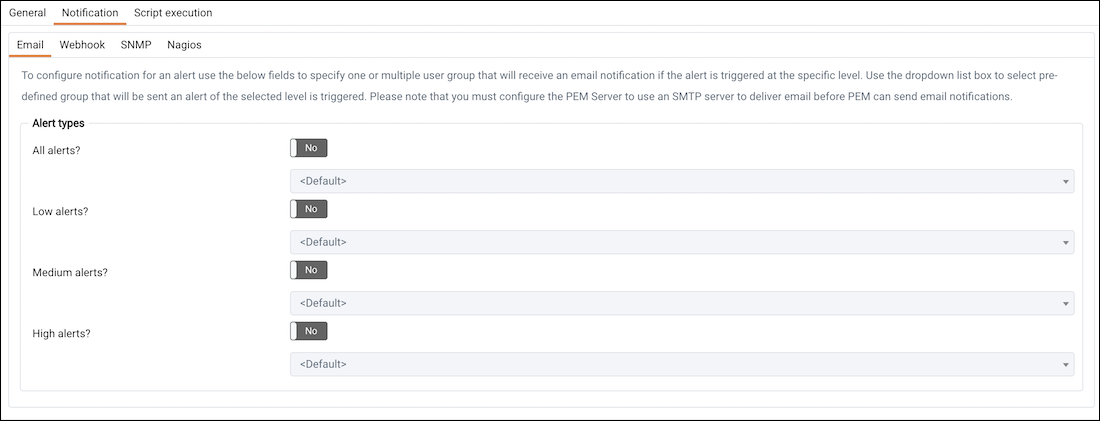 General Notification Script execution
Email Webhook SNMP Nagios
To configure notification for an alert use the below fields to specify one or multiple user group that will receive an email notification if the alert is triggered at the specific level. Use the dropdown list box to select pre-
defined group that will be sent an alert of the selected level is triggered. Please note that you must configure the PEM Server to use an SMTP server to deliver email before PEM can send email notifications.
Alert types
All alerts? No
<Default>
Low alerts? No
<Default>
Medium alerts? No
<Default>
High alerts? No
<Default>